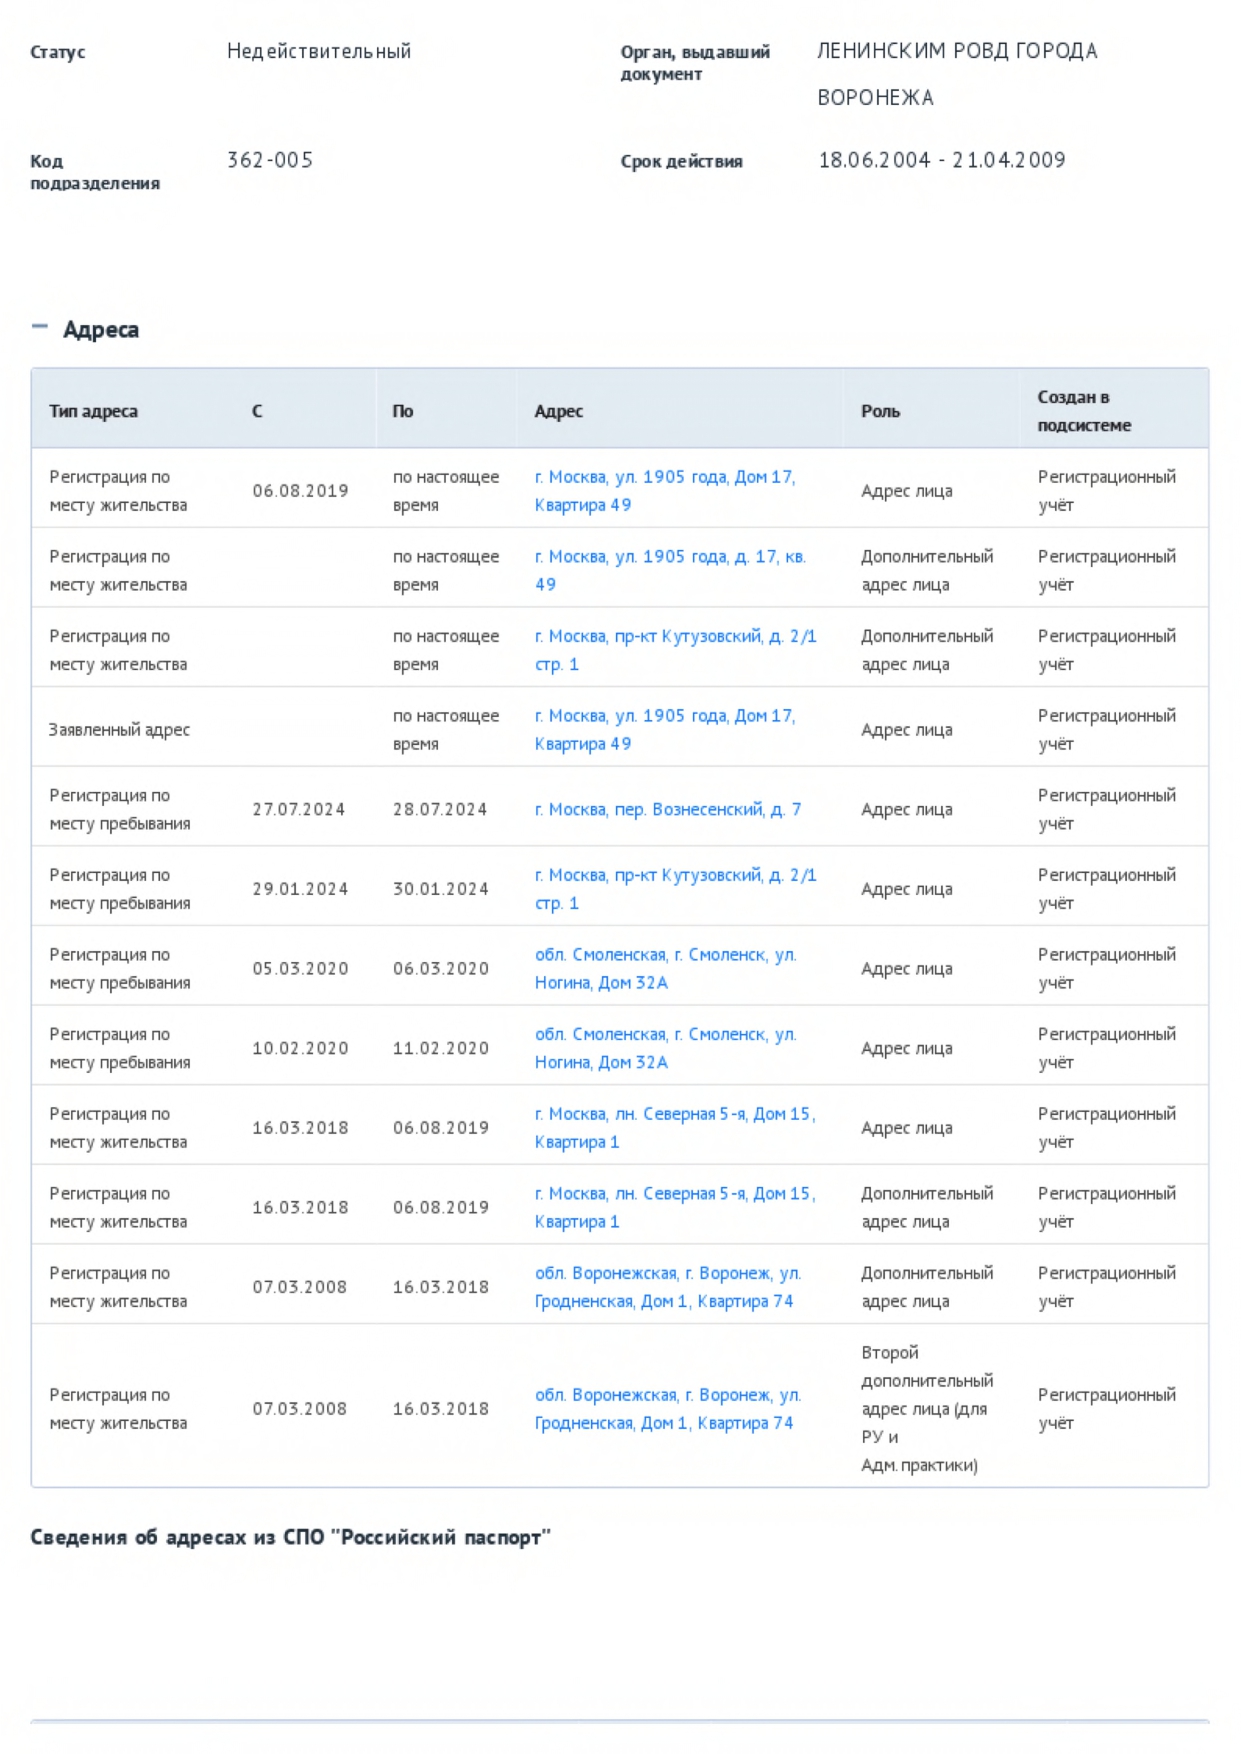 Статус Недействительный Орган, выдавший документ ЛЕНИНСКИМ РОВД ГОРОДА
ВОРОНЕЖА
Код подразделения 362-005 Срок действия 18.06.2004 - 21.04.2009
— Адреса
Тип адреса С По Адрес Роль Создан в подсистеме
Регистрация по месту жительства 06.08.2019 по настоящее время г. Москва, ул. 1905 года, Дом 17, Квартира 49 Адрес лица Регистрационный учёт
Регистрация по месту жительства по настоящее время г. Москва, ул. 1905 года, д. 17, кв. 49 Дополнительный адрес лица Регистрационный учёт
Регистрация по месту жительства по настоящее время г. Москва, пр-кт Кутузовский, д. 2/1 стр. 1 Дополнительный адрес лица Регистрационный учёт
Заявленный адрес по настоящее время г. Москва, ул. 1905 года, Дом 17, Квартира 49 Адрес лица Регистрационный учёт
Регистрация по месту пребывания 27.07.2024 28.07.2024 г. Москва, пер. Вознесенский, д. 7 Адрес лица Регистрационный учёт
Регистрация по месту пребывания 29.01.2024 30.01.2024 г. Москва, пр-кт Кутузовский, д. 2/1 стр. 1 Адрес лица Регистрационный учёт
Регистрация по месту пребывания 05.03.2020 06.03.2020 обл. Смоленская, г. Смоленск, ул. Ногина, Дом 32А Адрес лица Регистрационный учёт
Регистрация по месту пребывания 10.02.2020 11.02.2020 обл. Смоленская, г. Смоленск, ул. Ногина, Дом 32А Адрес лица Регистрационный учёт
Регистрация по месту жительства 16.03.2018 06.08.2019 г. Москва, лн. Северная 5-я, Дом 15, Квартира 1 Адрес лица Регистрационный учёт
Регистрация по месту жительства 16.03.2018 06.08.2019 г. Москва, лн. Северная 5-я, Дом 15, Квартира 1 Дополнительный адрес лица Регистрационный учёт
Регистрация по месту жительства 07.03.2008 16.03.2018 обл. Воронежская, г. Воронеж, ул. Гродненская, Дом 1, Квартира 74 Дополнительный адрес лица Регистрационный учёт
Регистрация по месту жительства 07.03.2008 16.03.2018 обл. Воронежская, г. Воронеж, ул. Гродненская, Дом 1, Квартира 74 Второй дополнительный адрес лица (для РУ и Адм. практики) Регистрационный учёт
Сведения об адресах из СПО "Российский паспорт"